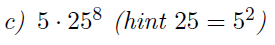 c) 5 · 25⁸ (hint 25 = 5²)